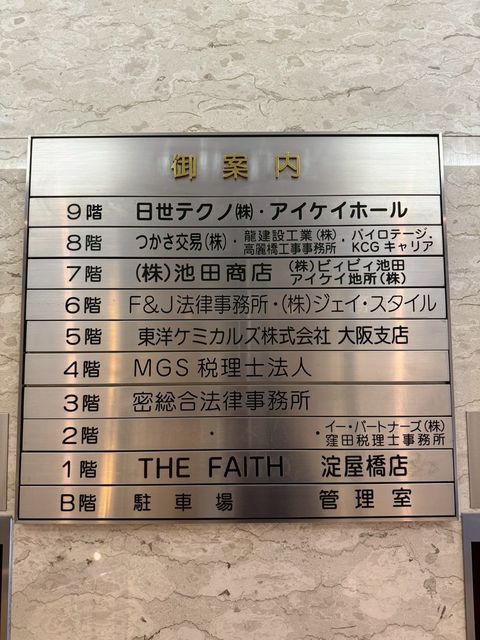 御案内
9階 日世テクノ㈱・アイケイホール
8階 つかさ交易(株)・龍建設工業(株)高麗橋工事事務所・パイロテージ・KCGキャリア
7階 (株)池田商店 (株)ビィビィ池田 アイケイ地所(株)
6階 F&J法律事務所・(株)ジェイ・スタイル
5階 東洋ケミカルズ株式会社 大阪支店
4階 MGS税理士法人
3階 密総合法律事務所
2階 ・ ・イー・パートナーズ(株) 窪田税理士事務所
1階 THE FAITH 淀屋橋店
B階 駐車場 管理室